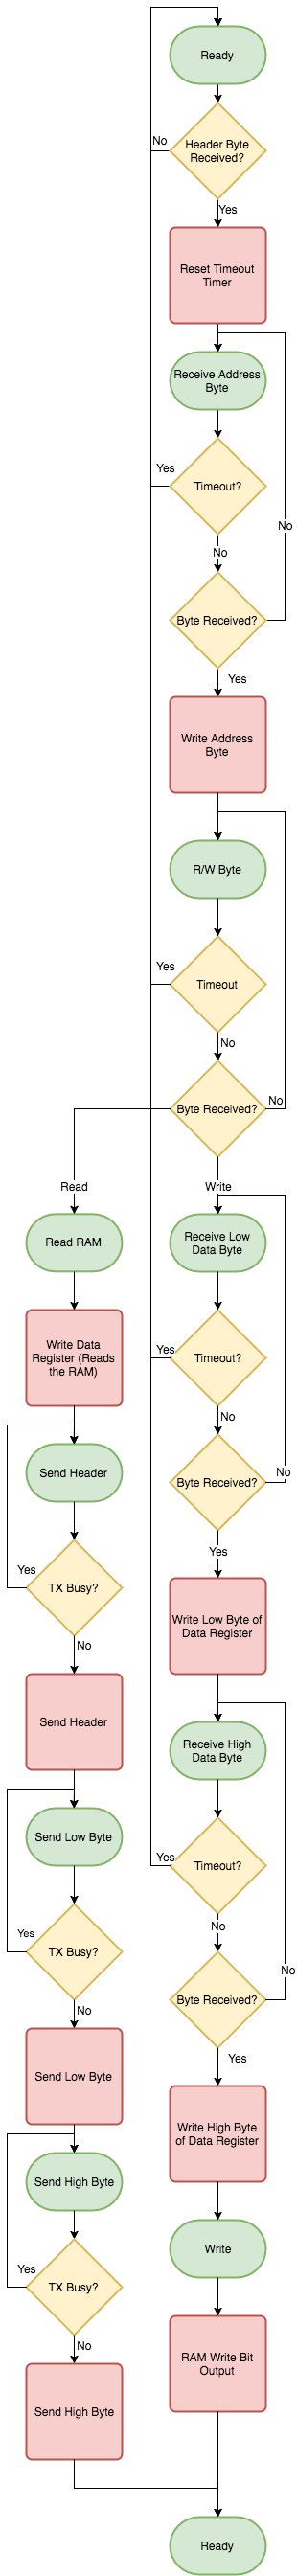 Ready
Header Byte
Received?
No
Yes
Reset Timeout
Timer
Receive Address
Byte
Yes
Timeout?
No
No
Byte Received?
Yes
Write Address
Byte
R/W Byte
Yes
Timeout
No
Byte Received?
No
Read
Write
Read RAM
Receive Low
Data Byte
Write Data
Register (Reads
the RAM)
Yes
Timeout?
No
Send Header
Byte Received?
No
Yes
TX Busy?
Yes
No
Write Low Byte of
Data Register
Send Header
Receive High
Data Byte
Send Low Byte
Yes
Timeout?
No
Yes
TX Busy?
No
Byte Received?
No
Yes
Send Low Byte
Write High Byte
of Data Register
Send High Byte
Write
Yes
TX Busy?
No
RAM Write Bit
Output
Send High Byte
Ready